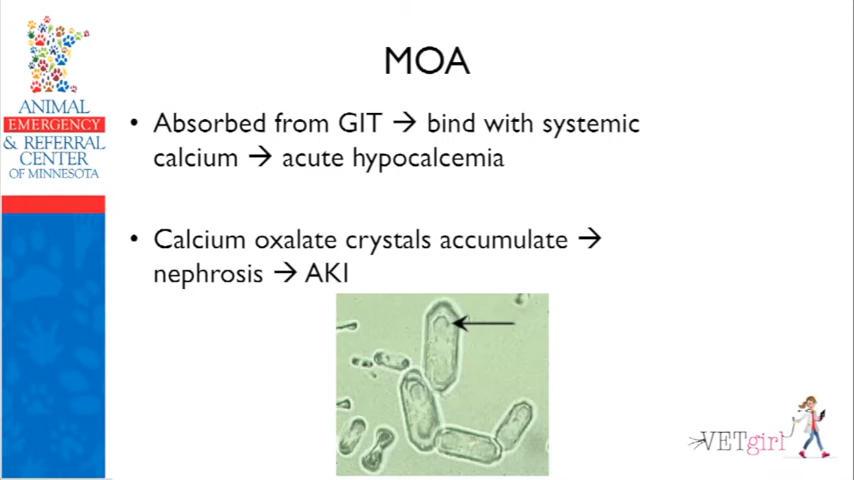 MOA
• Absorbed from GIT → bind with systemic
calcium → acute hypocalcemia
• Calcium oxalate crystals accumulate →
nephrosis → AKI
ANIMAL
EMERGENCY
& REFERRAL
CENTER
OF MINNESOTA
VETgirl